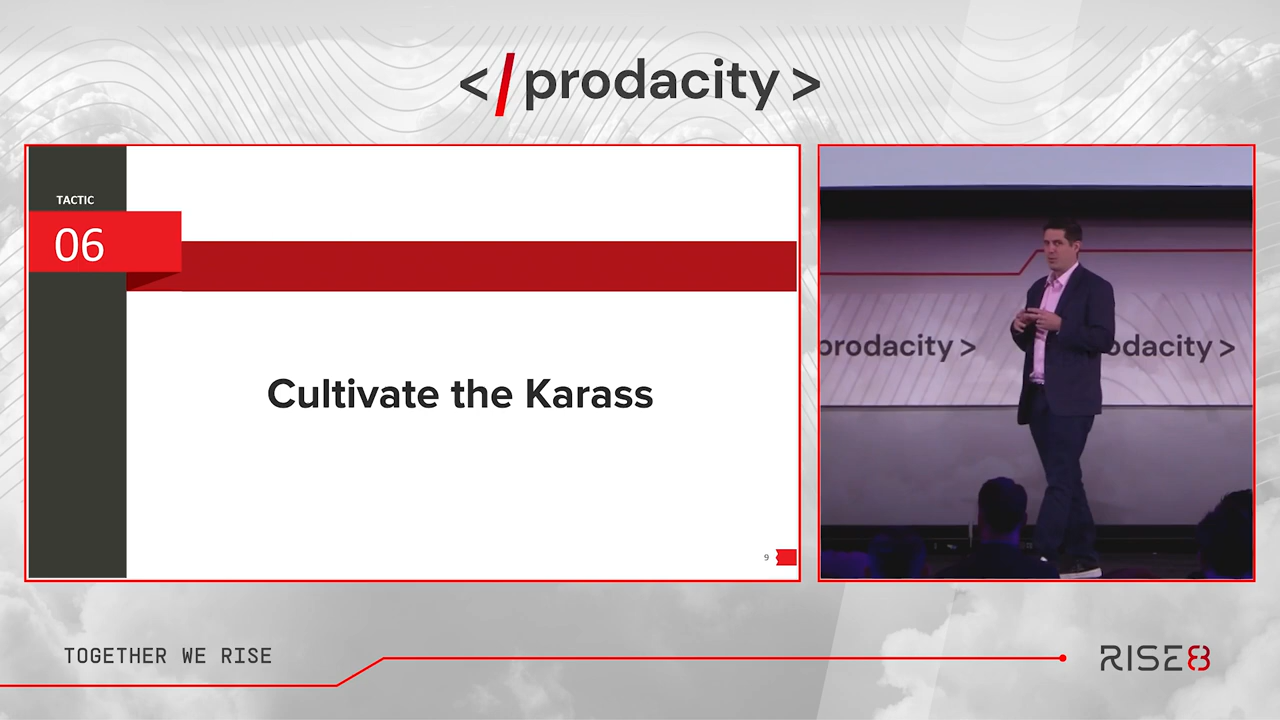 </prodacity>
TACTIC
06
Cultivate the Karass
9
prodacity >
odacity >
TOGETHER WE RISE
RISE8